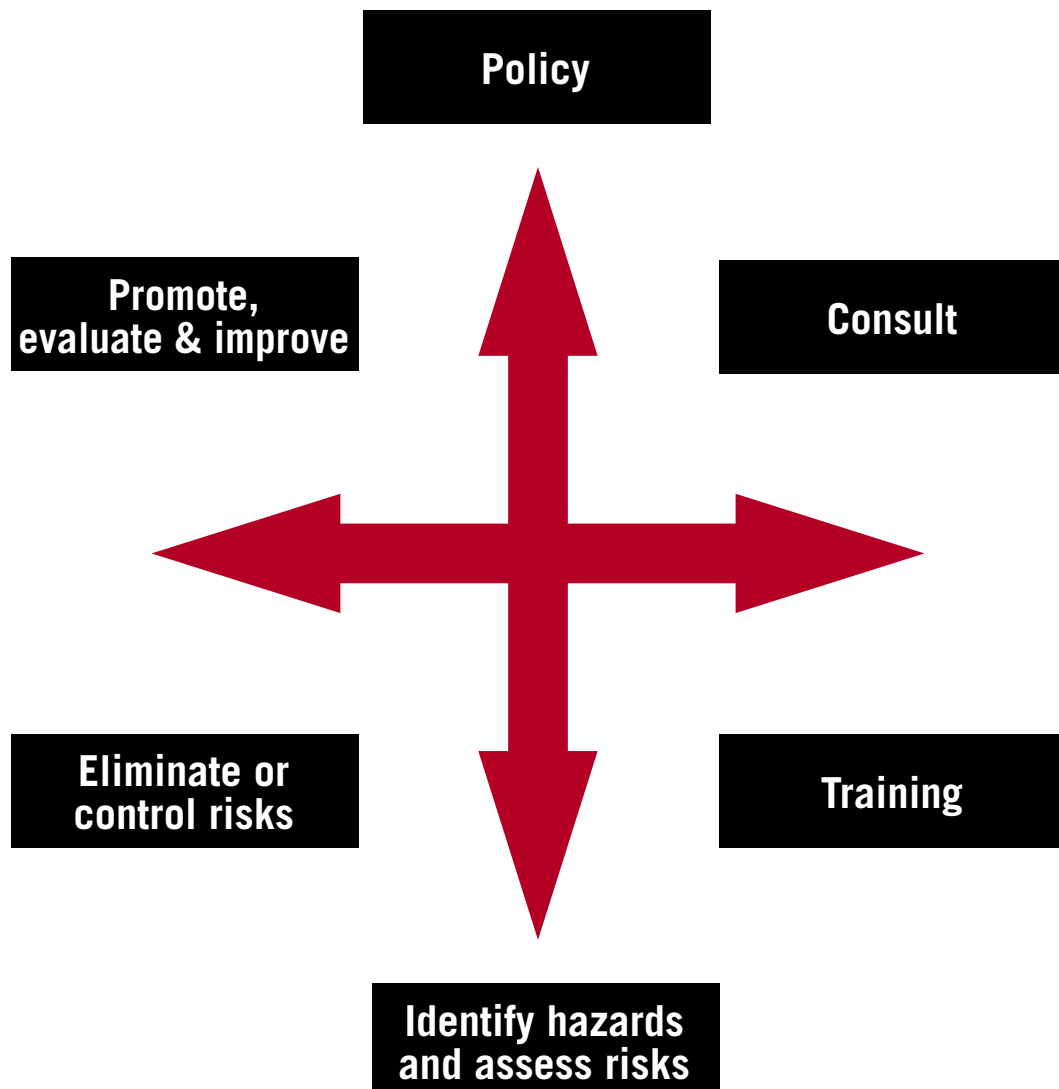 Policy
Promote,
evaluate & improve
Consult
Eliminate or
control risks
Training
Identify hazards
and assess risks